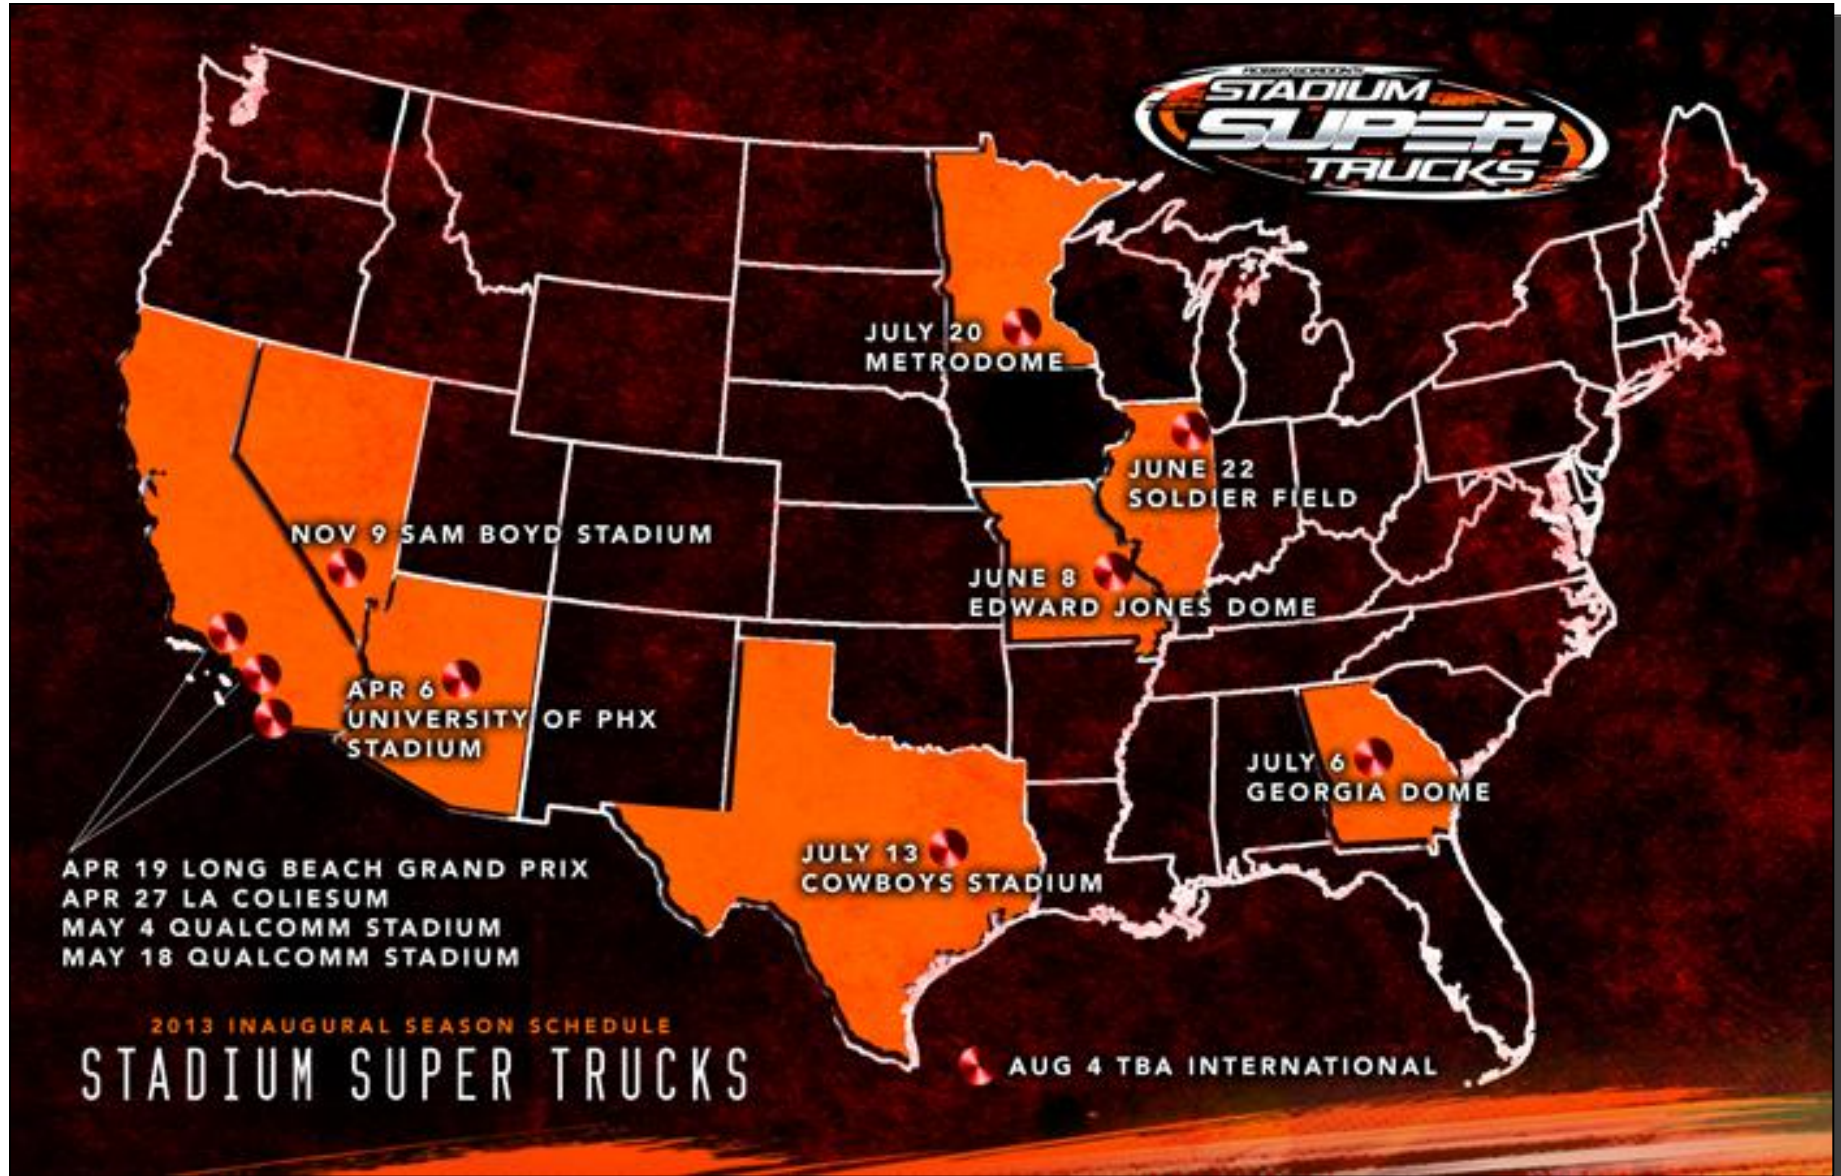 ROBBY GORDON'S
STADIUM
SUPER
TRUCKS
JULY 20
METRODOME
JUNE 22
SOLDIER FIELD
NOV 9 SAM BOYD STADIUM
JUNE 8
EDWARD JONES DOME
APR 6
UNIVERSITY OF PHX
STADIUM
JULY 6
GEORGIA DOME
JULY 13
COWBOYS STADIUM
APR 19 LONG BEACH GRAND PRIX
APR 27 LA COLIESUM
MAY 4 QUALCOMM STADIUM
MAY 18 QUALCOMM STADIUM
2013 INAUGURAL SEASON SCHEDULE
STADIUM SUPER TRUCKS
AUG 4 TBA INTERNATIONAL